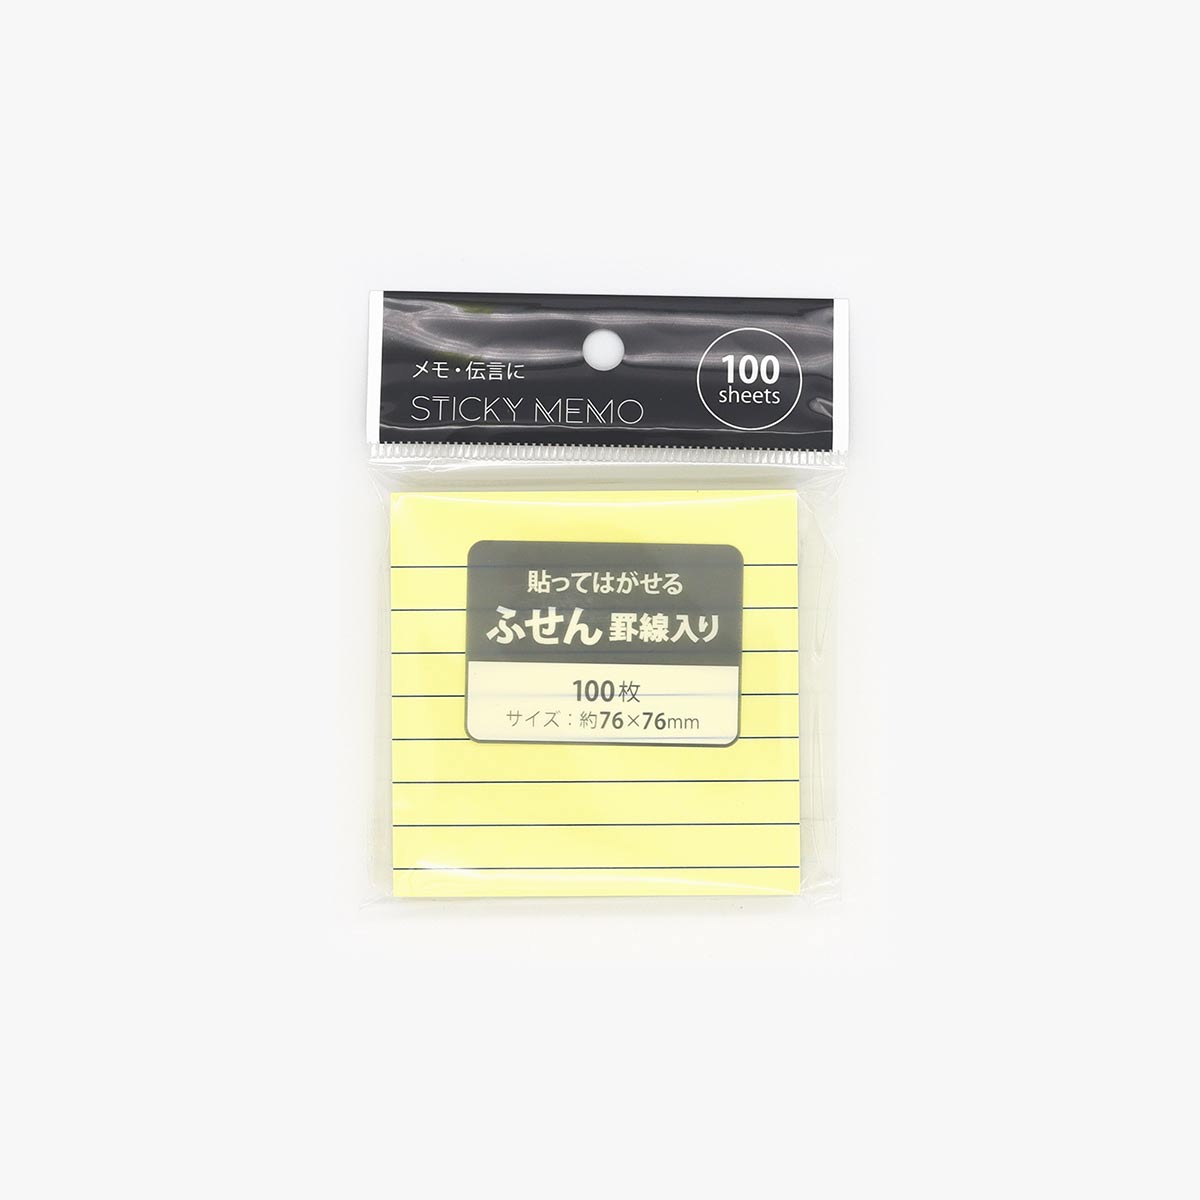 メモ・伝言に
STICKY MEMO
100
sheets
貼ってはがせる
ふせん 罫線入り
100枚
サイズ：約76×76mm